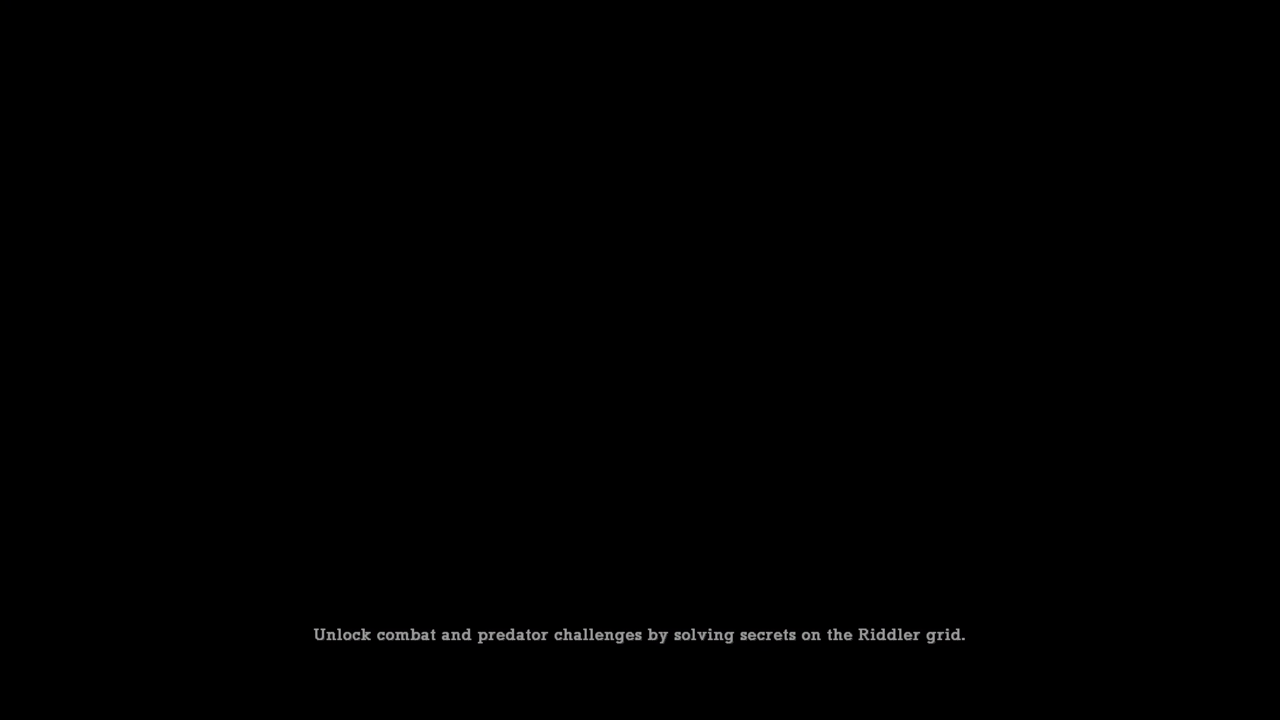 Unlock combat and predator challenges by solving secrets on the Riddler grid.